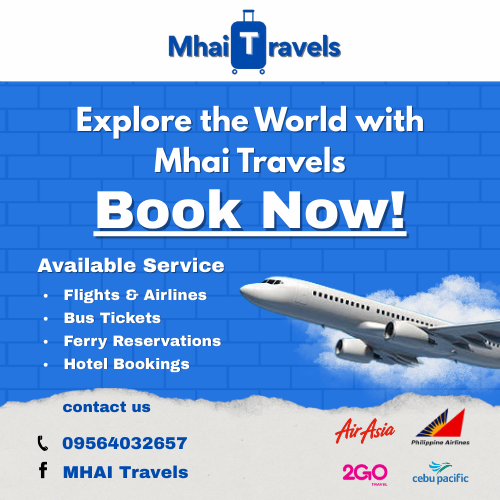 Mhai Travels
Explore the World with
Mhai Travels
Book Now!
Available Service
• Flights & Airlines
• Bus Tickets
• Ferry Reservations
• Hotel Bookings
contact us
09564032657
MHAI Travels
AirAsia
Philippine Airlines
2GO
TRAVEL
cebu pacific